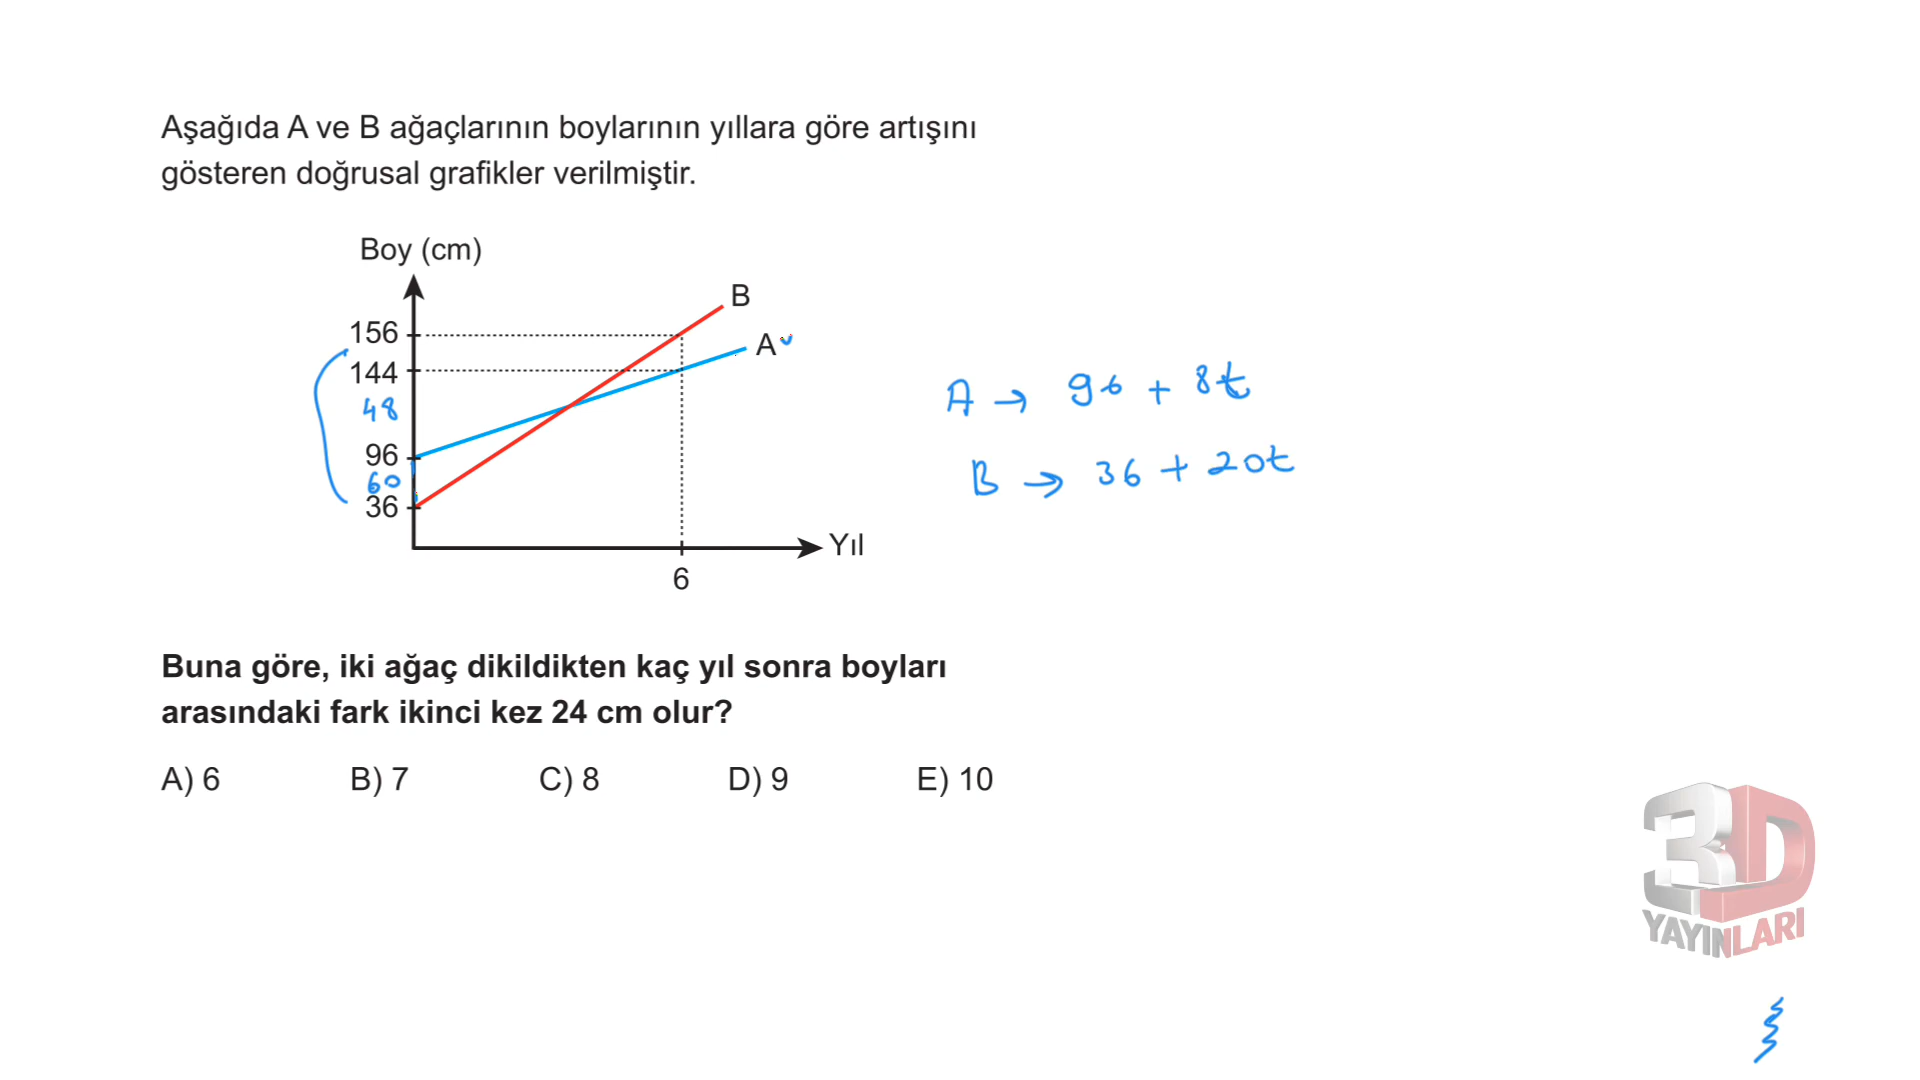 Aşağıda A ve B ağaçlarının boylarının yıllara göre artışını
gösteren doğrusal grafikler verilmiştir.
Boy (cm)
B
156
A
144
48
96
60
36
Yıl
6
A → 96 + 8t
B → 36 + 20t
Buna göre, iki ağaç dikildikten kaç yıl sonra boyları
arasındaki fark ikinci kez 24 cm olur?
A) 6 B) 7 C) 8 D) 9 E) 10
3D
YAYINLARI